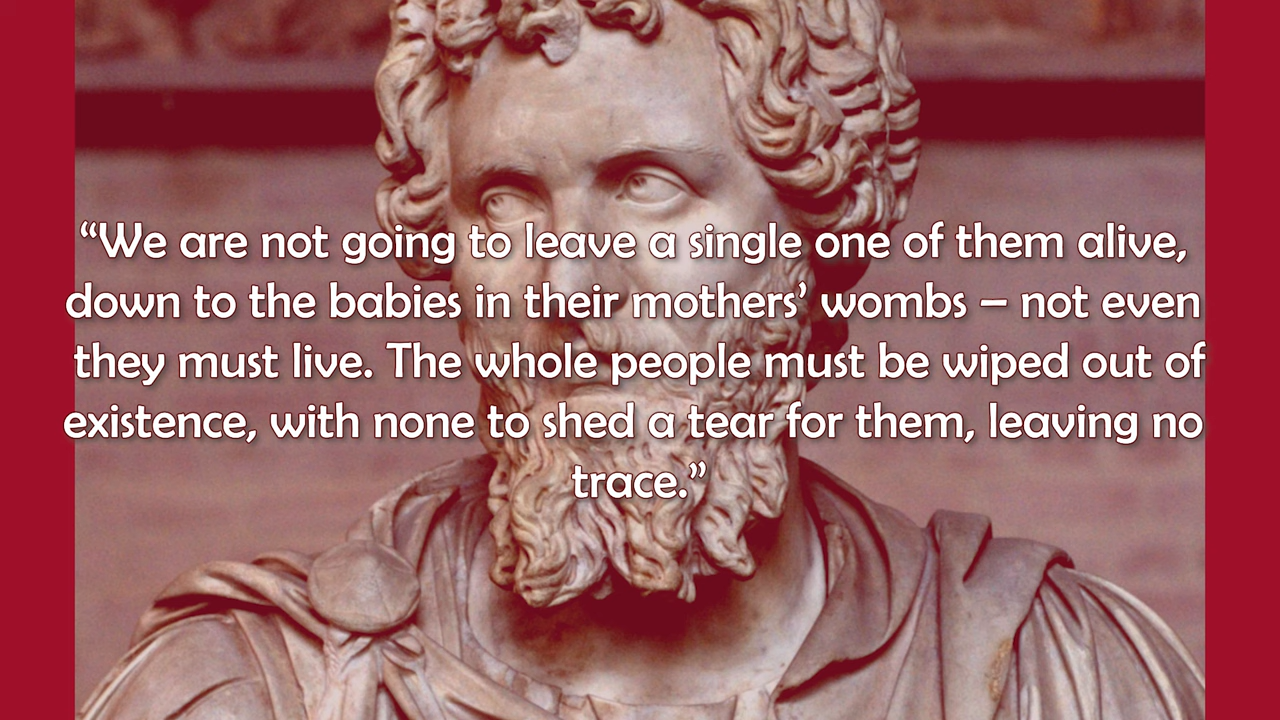 “We are not going to leave a single one of them alive,
down to the babies in their mothers’ wombs – not even
they must live. The whole people must be wiped out of
existence, with none to shed a tear for them, leaving no
trace.”